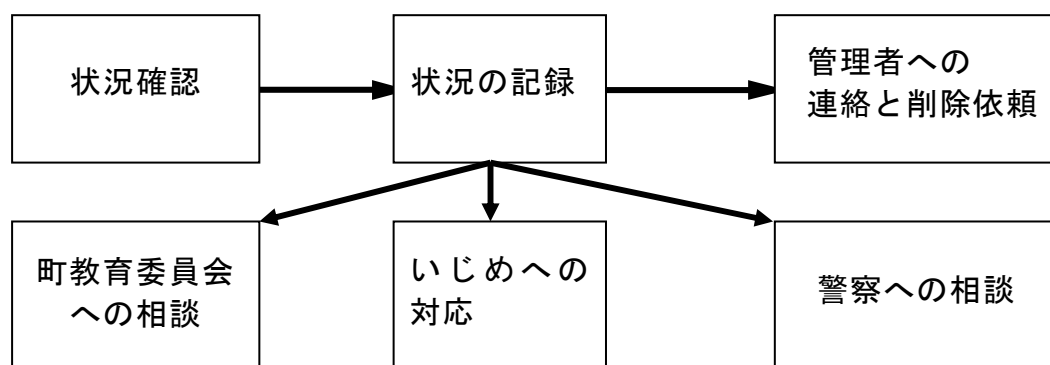 状況確認
状況の記録
管理者への
連絡と削除依頼
町教育委員会
への相談
いじめへの
対応
警察への相談